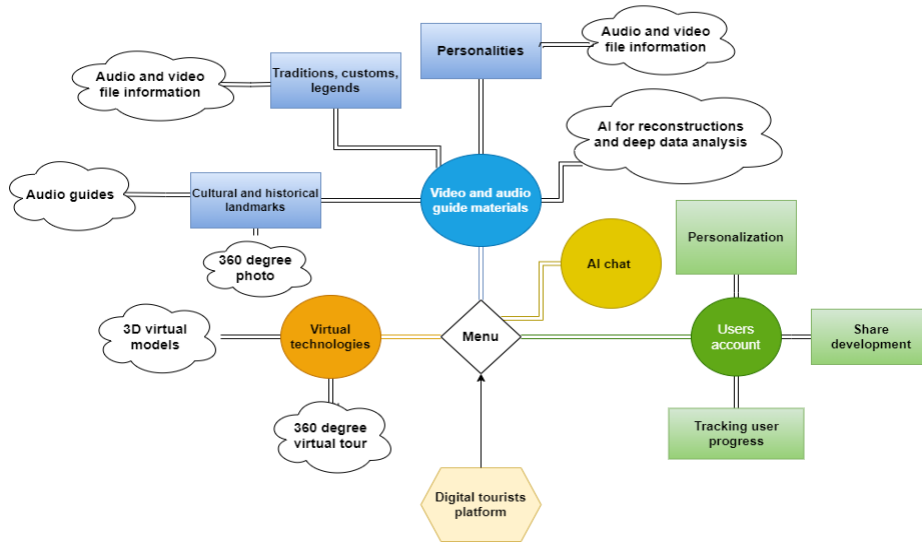 Personalities
Audio and video
file information
Audio and video
file information
Traditions, customs,
legends
AI for reconstructions
and deep data analysis
Audio guides
Cultural and historical
landmarks
Video and audio
guide materials
360 degree
photo
AI chat
Personalization
3D virtual
models
Virtual
technologies
Menu
Users
account
Share
development
360 degree
virtual tour
Tracking user
progress
Digital tourists
platform